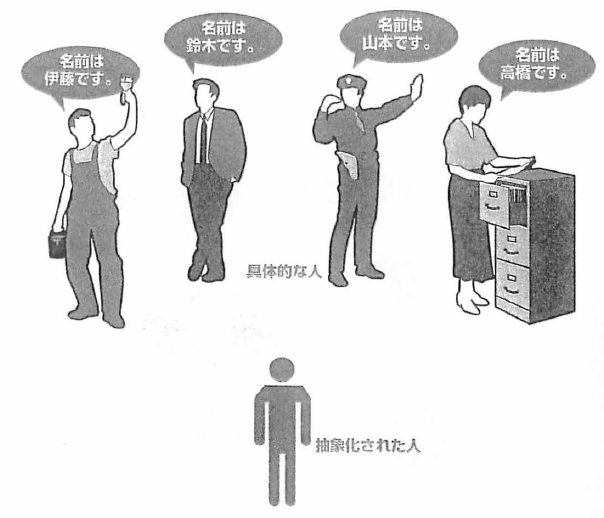 名前は
伊藤です。
名前は
鈴木です。
名前は
山本です。
名前は
高橋です。
具体的な人
抽象化された人